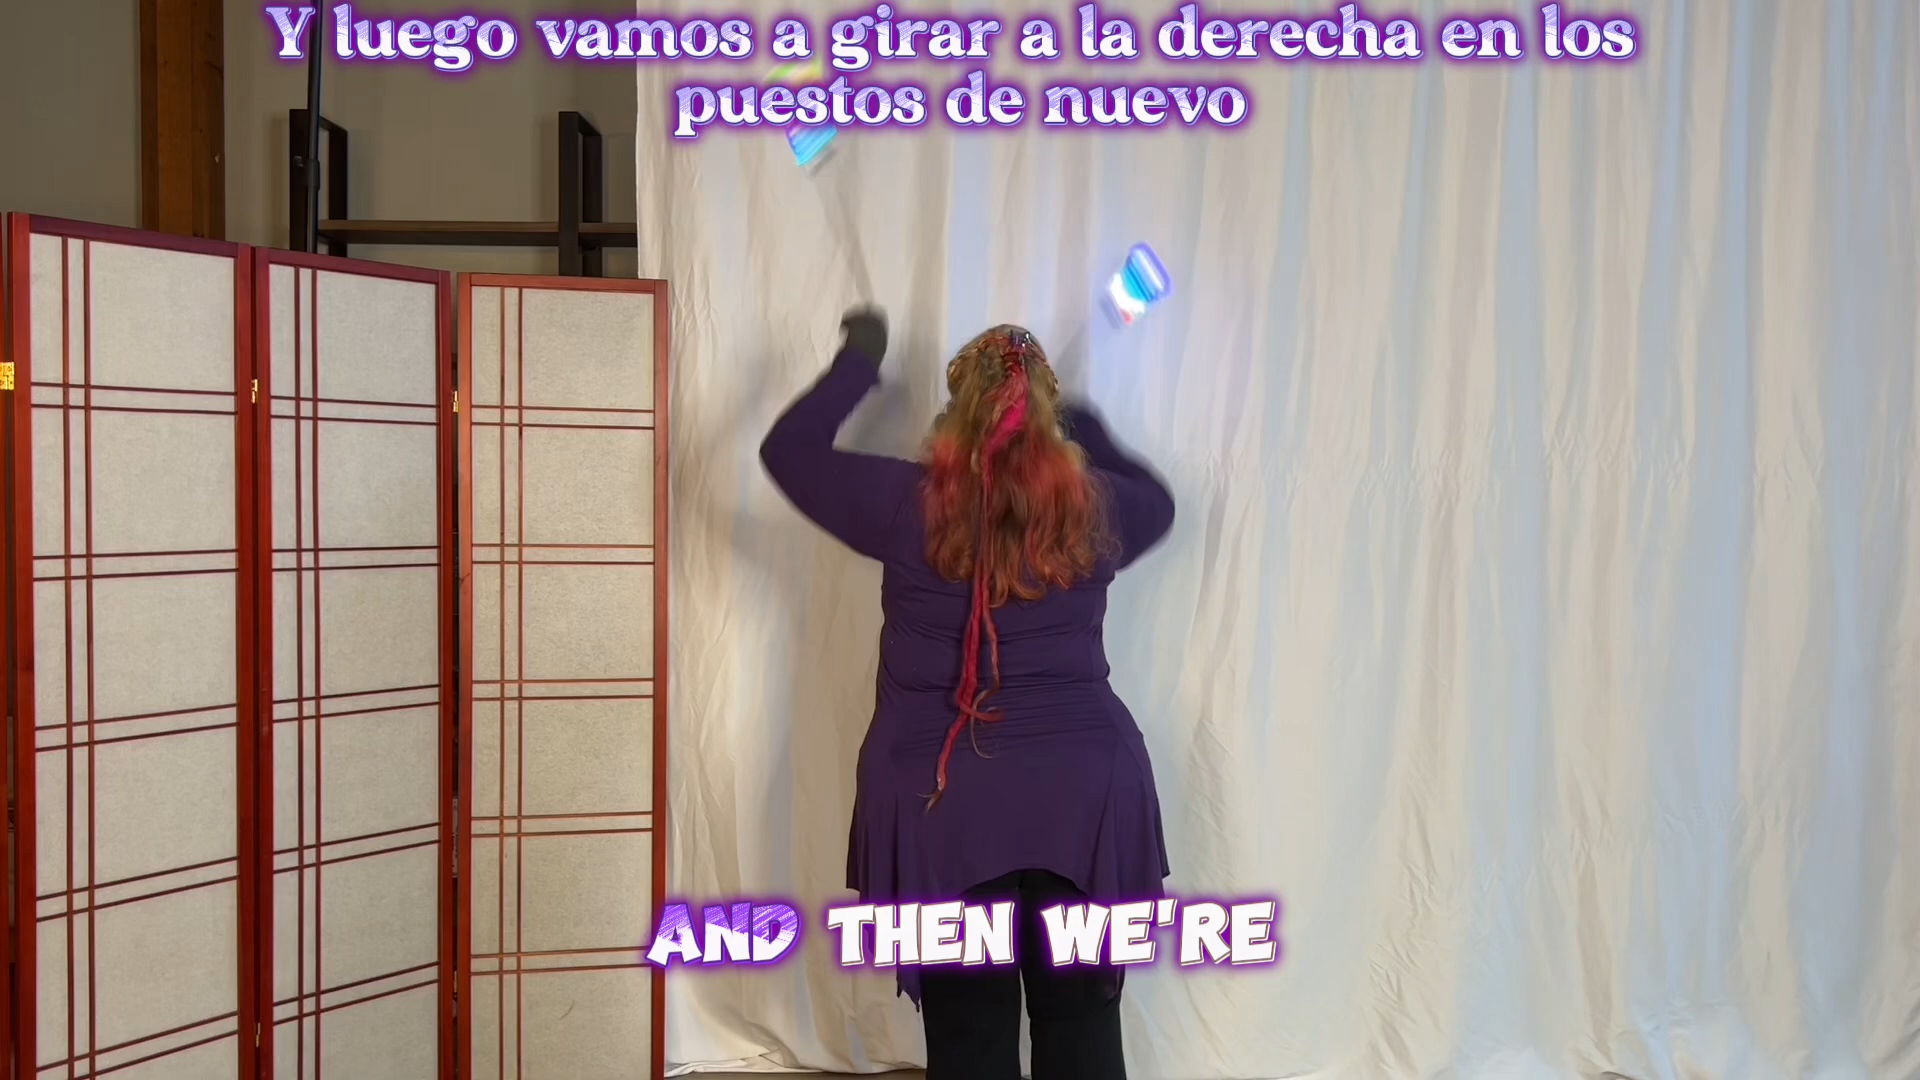 Y luego vamos a girar a la derecha en los
puestos de nuevo
AND THEN WE'RE